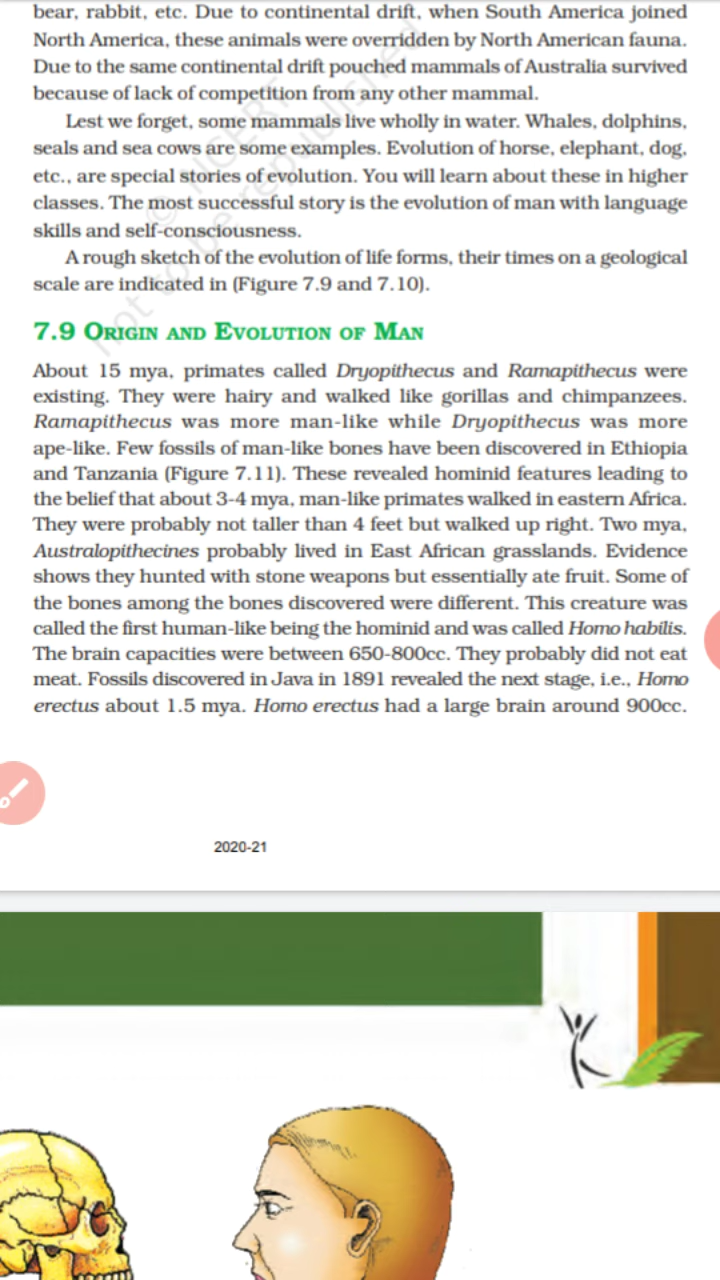 bear, rabbit, etc. Due to continental drift, when South America joined
North America, these animals were overridden by North American fauna.
Due to the same continental drift pouched mammals of Australia survived
because of lack of competition from any other mammal.
Lest we forget, some mammals live wholly in water. Whales, dolphins,
seals and sea cows are some examples. Evolution of horse, elephant, dog,
etc., are special stories of evolution. You will learn about these in higher
classes. The most successful story is the evolution of man with language
skills and self-consciousness.
A rough sketch of the evolution of life forms, their times on a geological
scale are indicated in (Figure 7.9 and 7.10).
7.9 ORIGIN AND EVOLUTION OF MAN
About 15 mya, primates called Dryopithecus and Ramapithecus were
existing. They were hairy and walked like gorillas and chimpanzees.
Ramapithecus was more man-like while Dryopithecus was more
ape-like. Few fossils of man-like bones have been discovered in Ethiopia
and Tanzania (Figure 7.11). These revealed hominid features leading to
the belief that about 3-4 mya, man-like primates walked in eastern Africa.
They were probably not taller than 4 feet but walked up right. Two mya,
Australopithecines probably lived in East African grasslands. Evidence
shows they hunted with stone weapons but essentially ate fruit. Some of
the bones among the bones discovered were different. This creature was
called the first human-like being the hominid and was called Homo habilis.
The brain capacities were between 650-800cc. They probably did not eat
meat. Fossils discovered in Java in 1891 revealed the next stage, i.e., Homo
erectus about 1.5 mya. Homo erectus had a large brain around 900cc.
© NCERT
not to be republished
2020-21